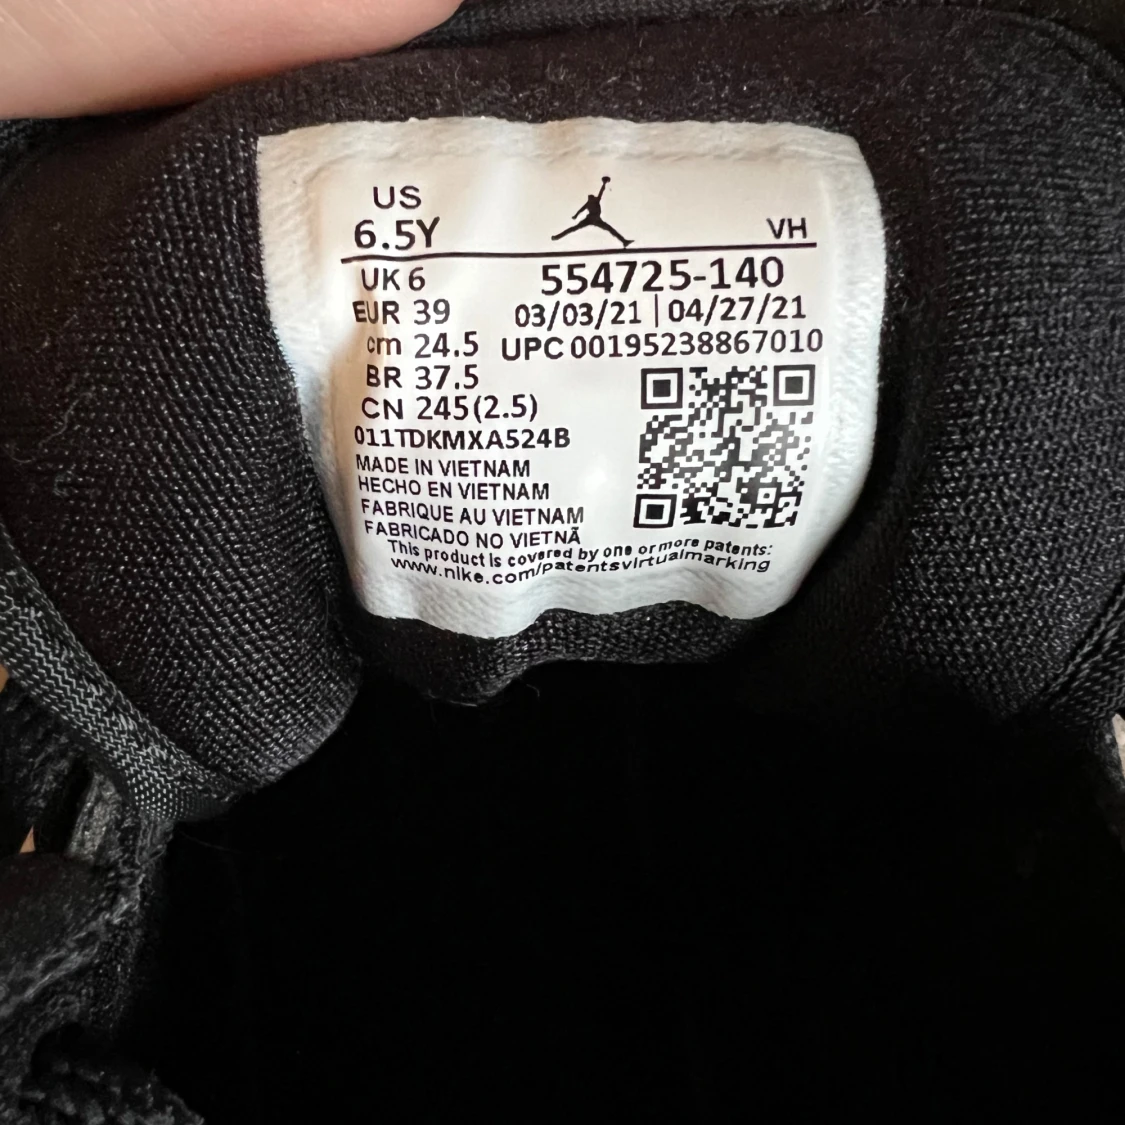 US
6.5Y
VH
UK 6
554725-140
EUR 39
03/03/21 | 04/27/21
cm 24.5
UPC 00195238867010
BR 37.5
CN 245(2.5)
011TDKMXA524B
MADE IN VIETNAM
HECHO EN VIETNAM
FABRIQUE AU VIETNAM
FABRICADO NO VIETNÃ
This product is covered by one or more patents:
www.nike.com/patentsvirtualmarking